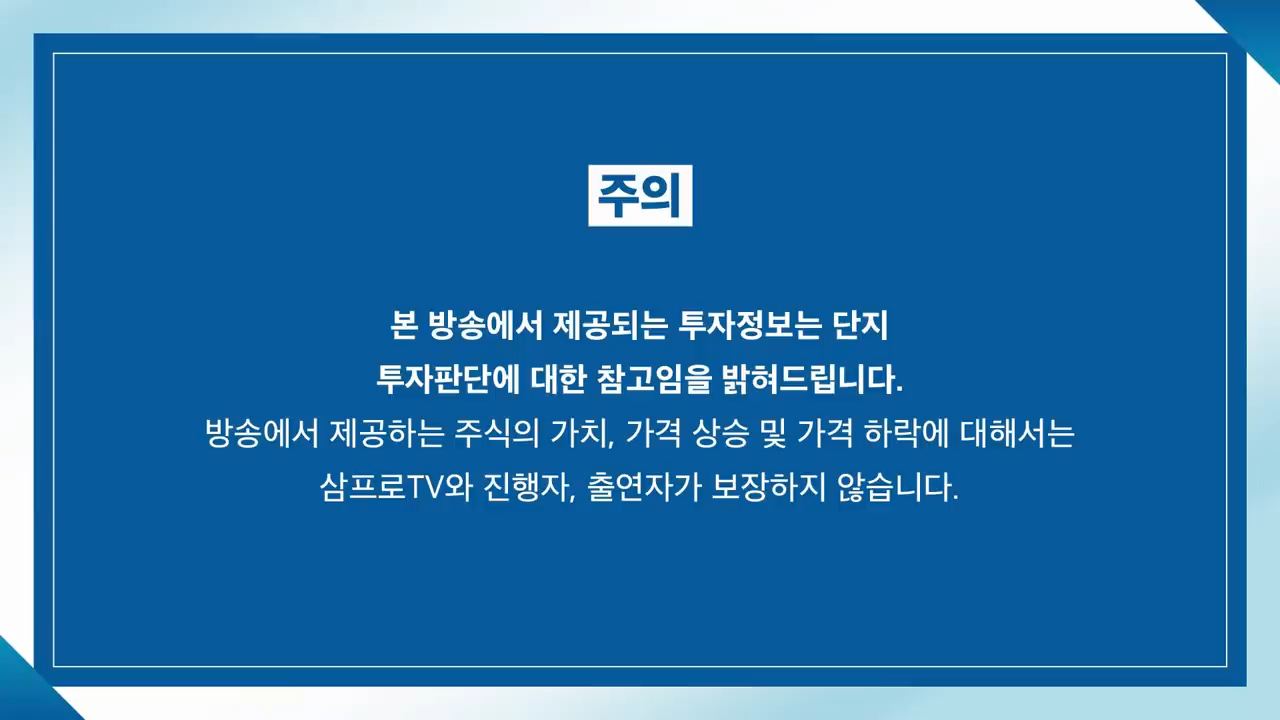 주의
본 방송에서 제공되는 투자정보는 단지
투자판단에 대한 참고임을 밝혀드립니다.
방송에서 제공하는 주식의 가치, 가격 상승 및 가격 하락에 대해서는
삼프로TV와 진행자, 출연자가 보장하지 않습니다.